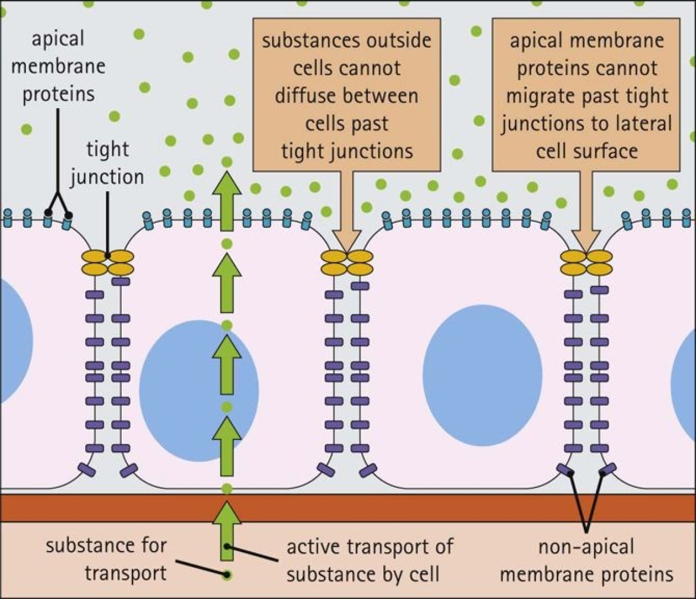 apical
membrane
proteins
tight
junction
substances outside
cells cannot
diffuse between
cells past
tight junctions
apical membrane
proteins cannot
migrate past tight
junctions to lateral
cell surface
substance for
transport
active transport of
substance by cell
non-apical
membrane proteins